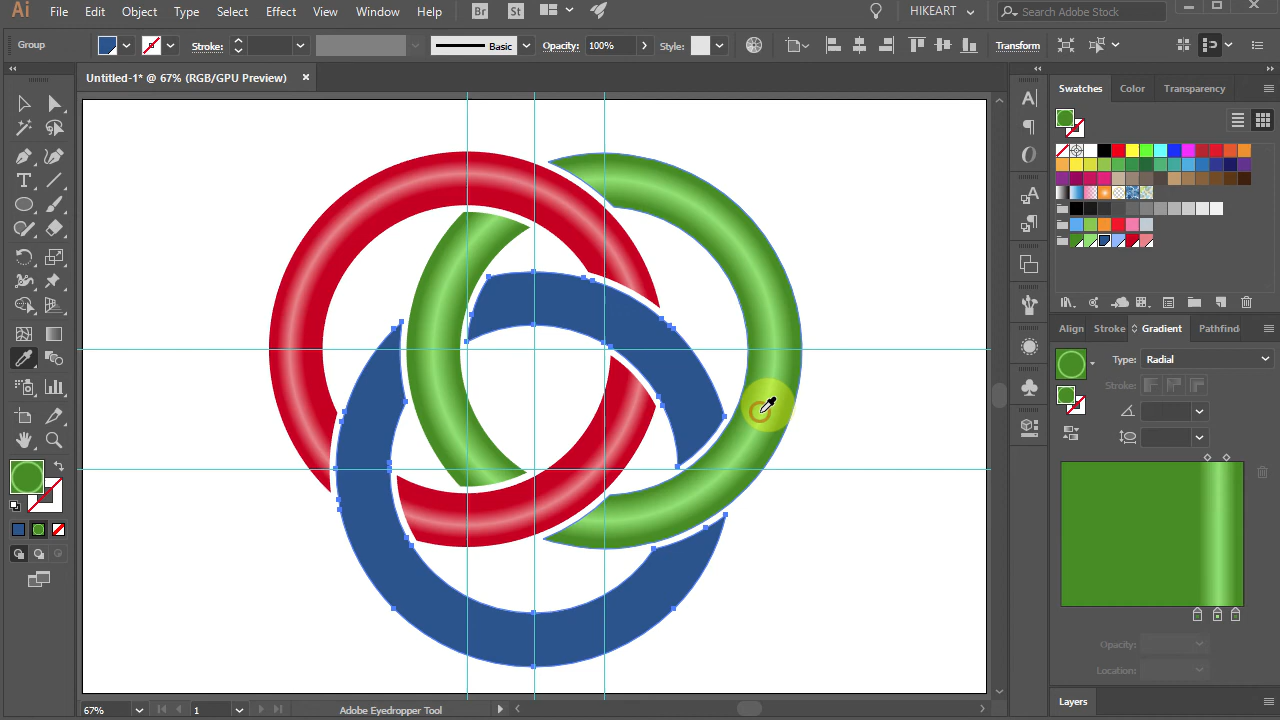 Ai File Edit Object Type Select Effect View Window Help Br St HIKEART Search Adobe Stock
Group Stroke: Basic Opacity: 100% Style: Transform
Untitled-1* @ 67% (RGB/GPU Preview) ×
Swatches Color Transparency
Align Stroke Gradient Pathfind
Type: Radial
Stroke:
Opacity:
Location:
Layers
67% 1 Adobe Eyedropper Tool